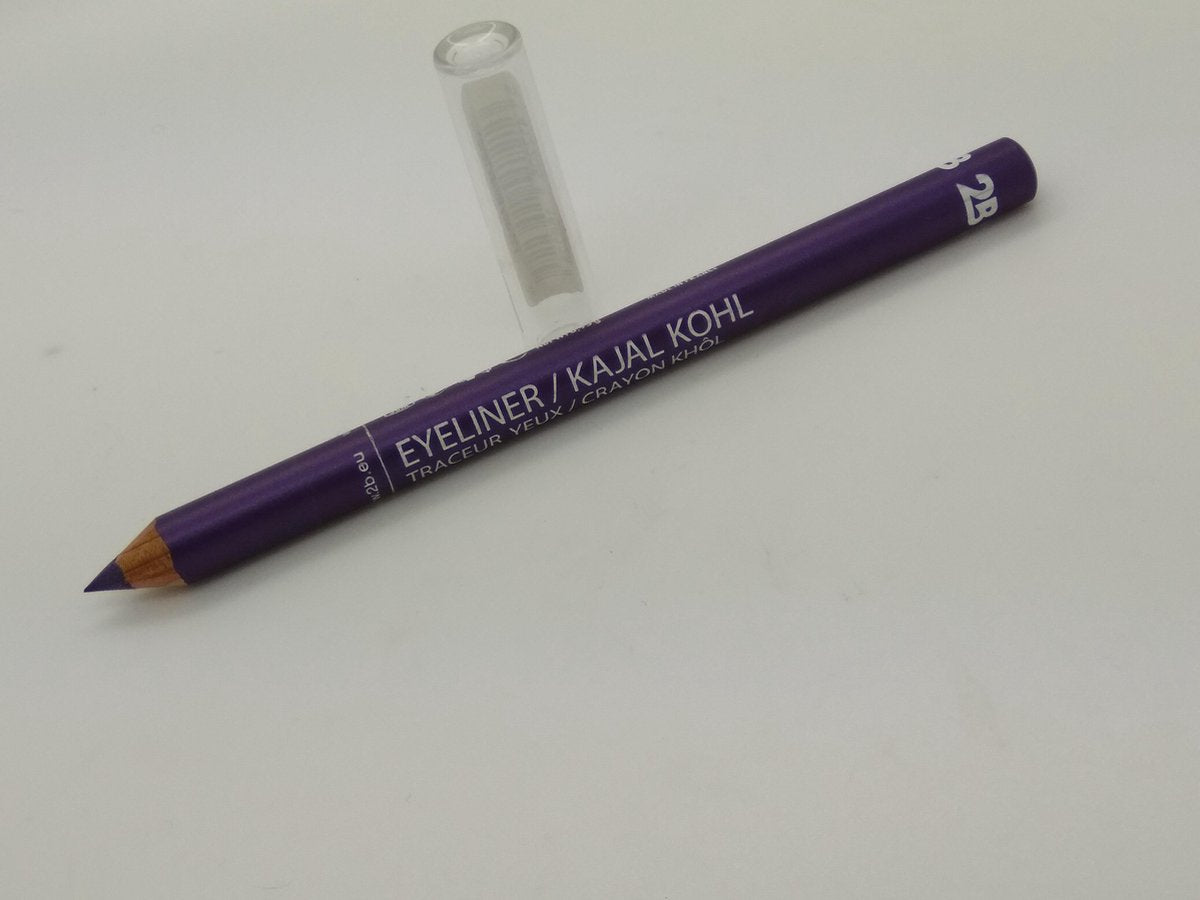 EYELINER / KAJAL KOHL
TRACEUR YEUX / CRAYON KHÔL
w.2b.eu
2B